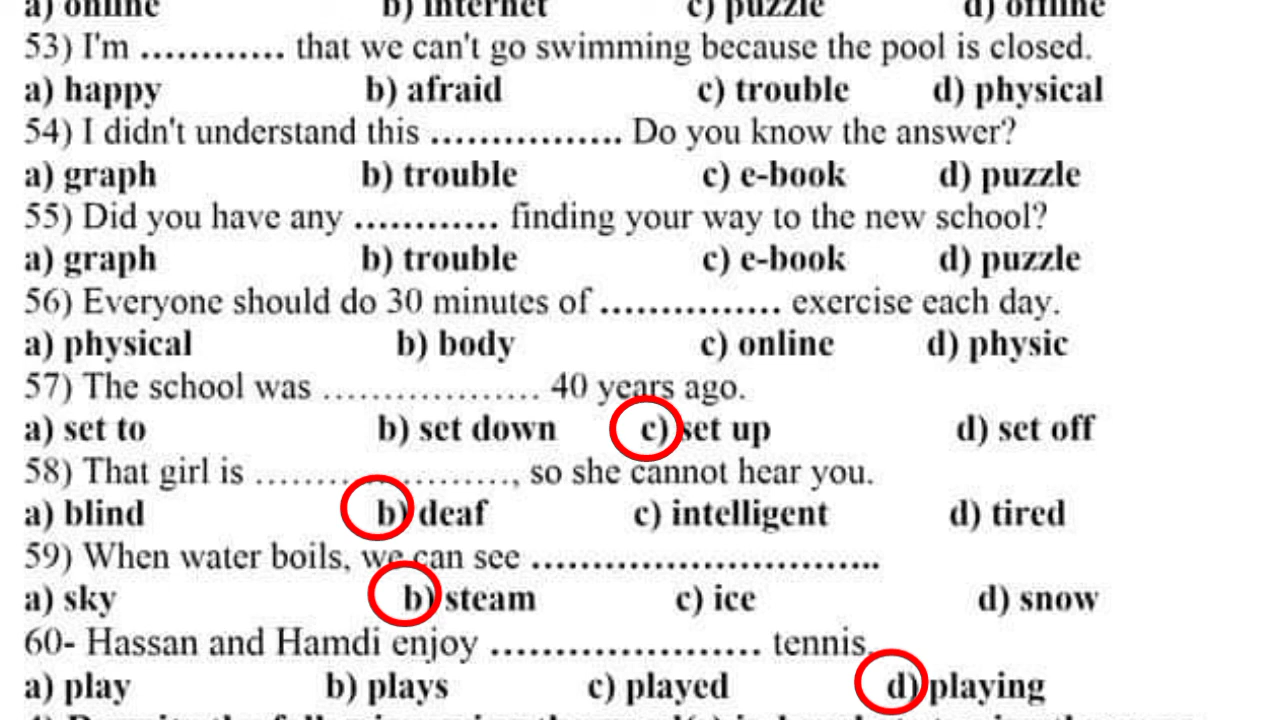 a) online b) internet c) puzzle d) offline
53) I'm ............ that we can't go swimming because the pool is closed.
a) happy b) afraid c) trouble d) physical
54) I didn't understand this ................ Do you know the answer?
a) graph b) trouble c) e-book d) puzzle
55) Did you have any ............ finding your way to the new school?
a) graph b) trouble c) e-book d) puzzle
56) Everyone should do 30 minutes of ............... exercise each day.
a) physical b) body c) online d) physic
57) The school was .................. 40 years ago.
a) set to b) set down c) set up d) set off
58) That girl is ....................., so she cannot hear you.
a) blind b) deaf c) intelligent d) tired
59) When water boils, we can see .............................
a) sky b) steam c) ice d) snow
60- Hassan and Hamdi enjoy ...................... tennis.
a) play b) plays c) played d) playing